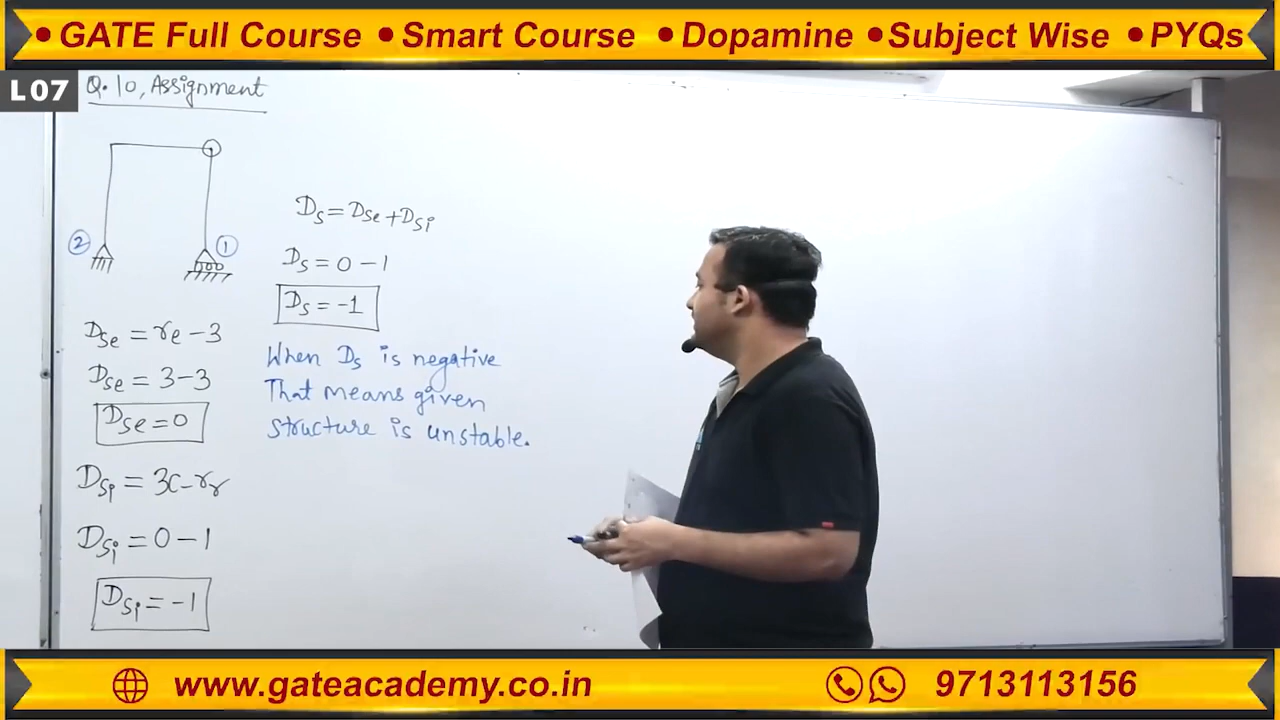 • GATE Full Course • Smart Course • Dopamine • Subject Wise • PYQs
L 07
Q. 10, Assignment
2
1
Dse = re - 3
Dse = 3 - 3
Dse = 0
Dsi = 3c - rr
Dsi = 0 - 1
Dsi = -1
Ds = Dse + Dsi
Ds = 0 - 1
Ds = -1
When Ds is negative
That means given
structure is unstable.
www.gateacademy.co.in
9713113156